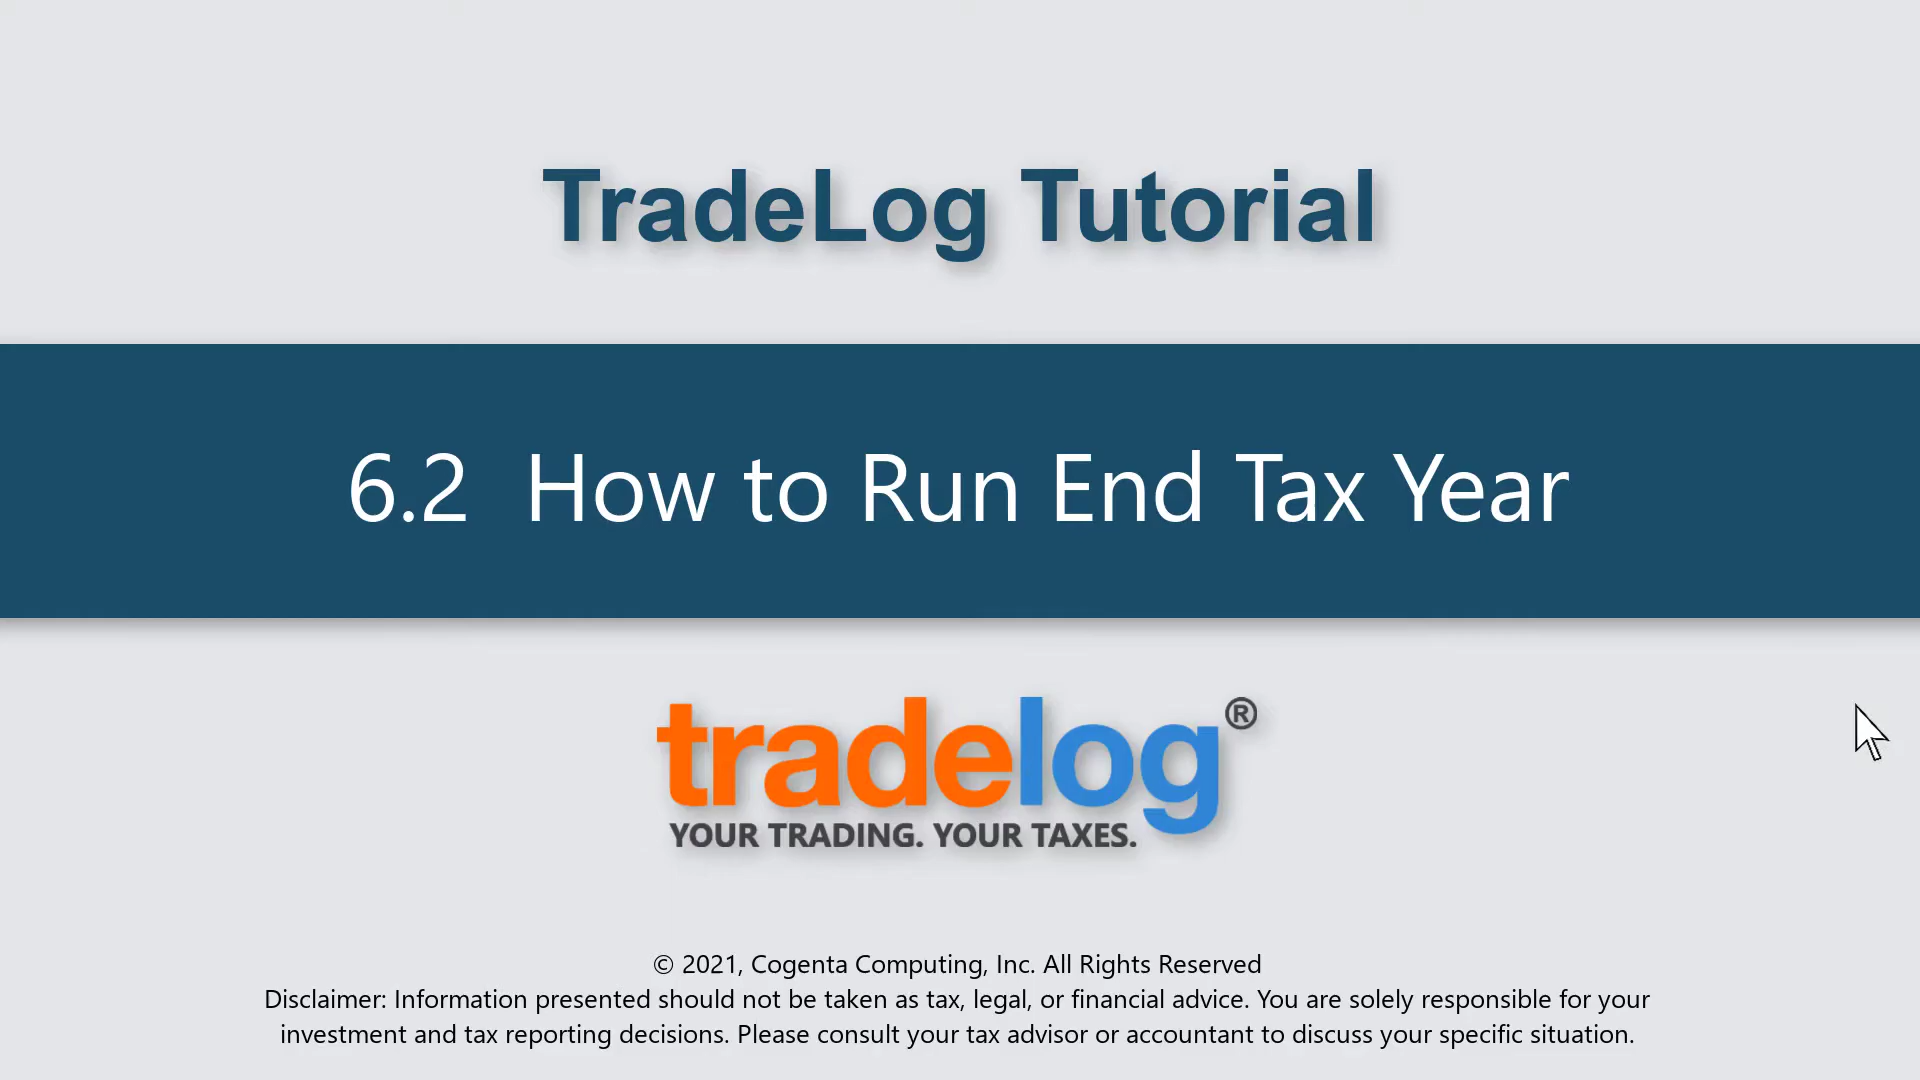 TradeLog Tutorial
6.2 How to Run End Tax Year
tradelog®
YOUR TRADING. YOUR TAXES.
© 2021, Cogenta Computing, Inc. All Rights Reserved
Disclaimer: Information presented should not be taken as tax, legal, or financial advice. You are solely responsible for your
investment and tax reporting decisions. Please consult your tax advisor or accountant to discuss your specific situation.